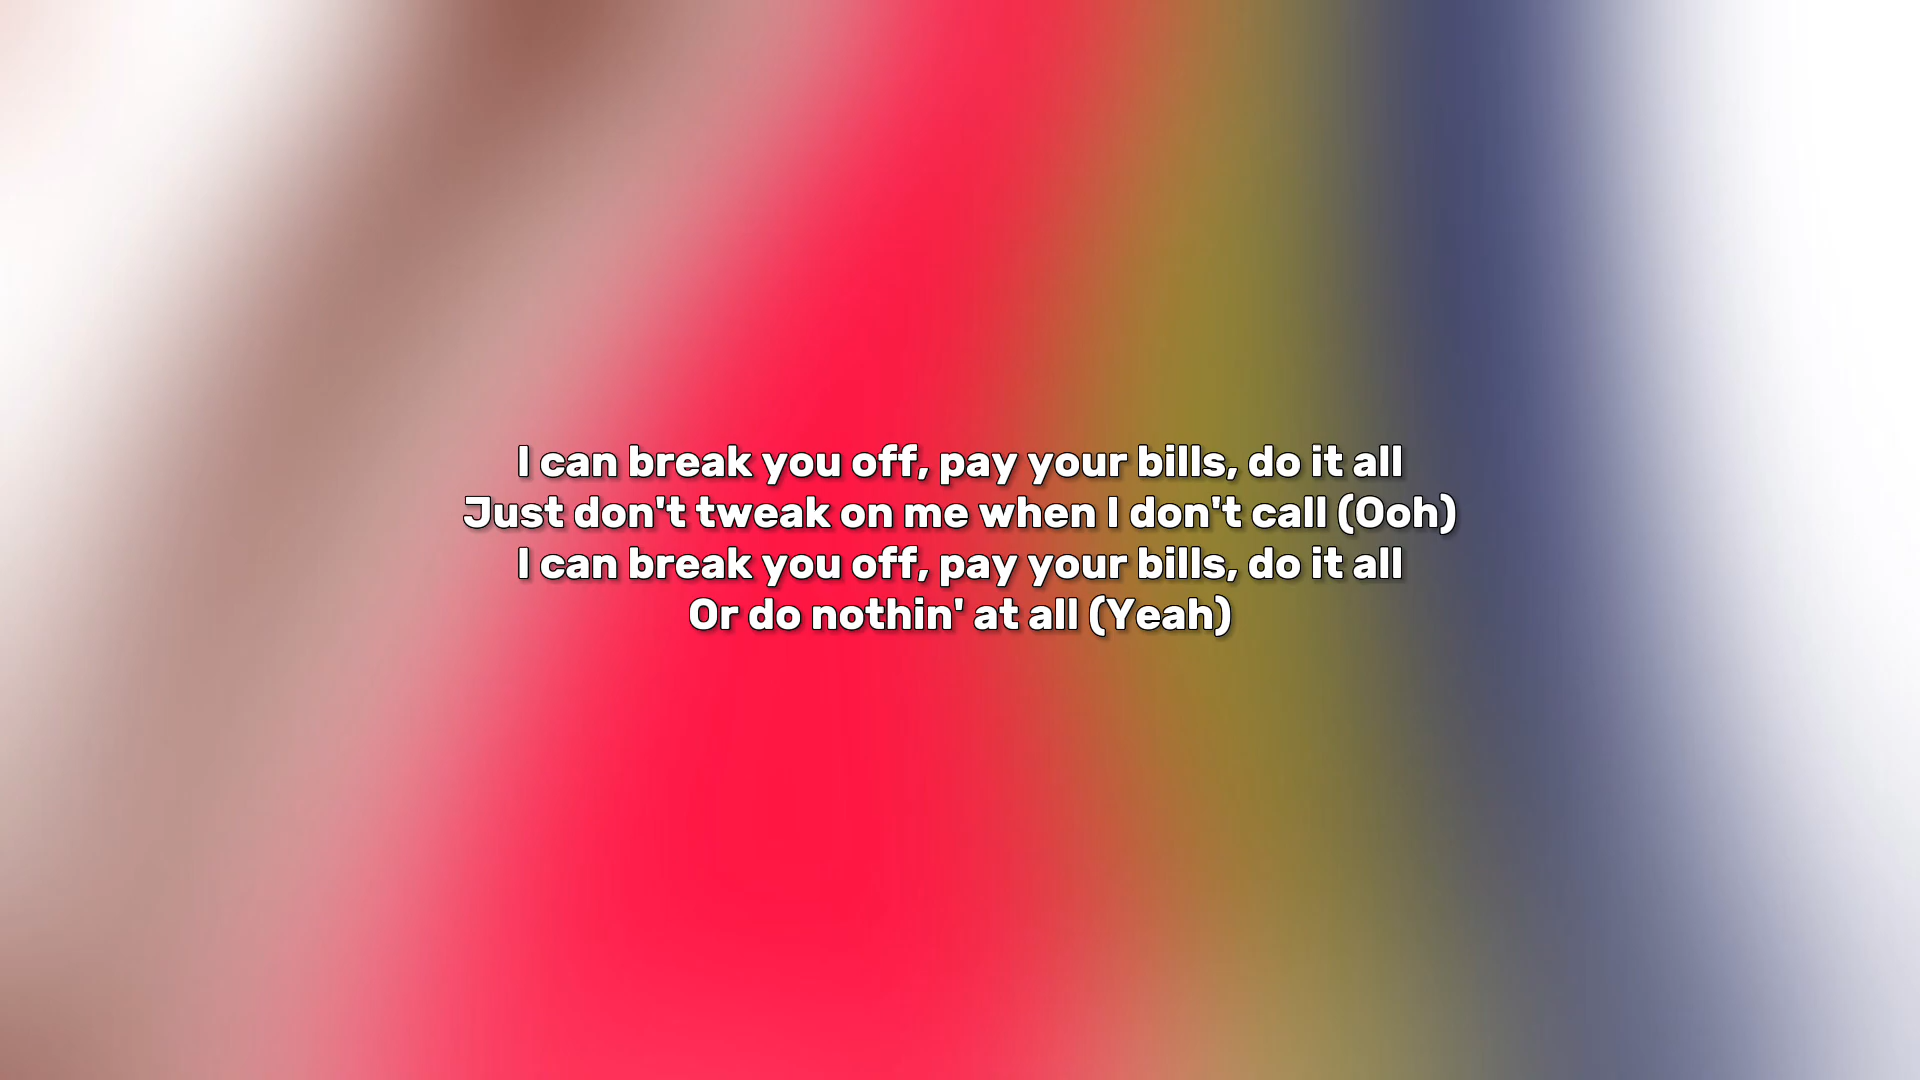 I can break you off, pay your bills, do it all
Just don't tweak on me when I don't call (Ooh)
I can break you off, pay your bills, do it all
Or do nothin' at all (Yeah)